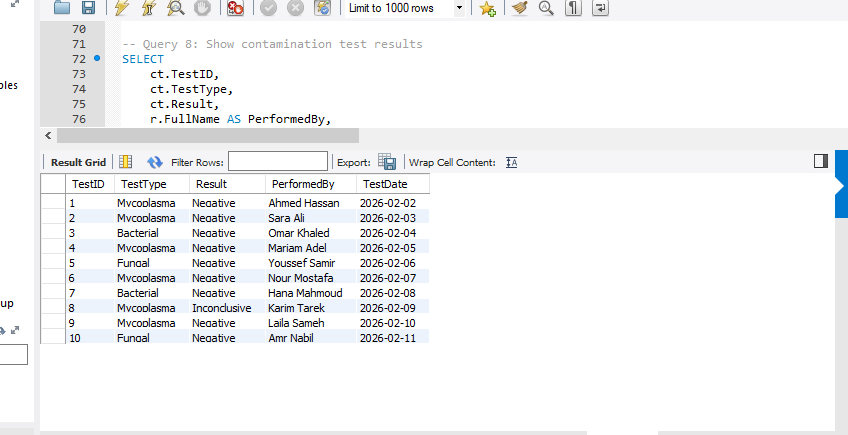 Limit to 1000 rows
70
71 -- Query 8: Show contamination test results
72 SELECT
73 ct.TestID,
74 ct.TestType,
75 ct.Result,
76 r.FullName AS PerformedBy,
bles
Result Grid Filter Rows: Export: Wrap Cell Content:
TestID TestType Result PerformedBy TestDate
1 Mycoplasma Negative Ahmed Hassan 2026-02-02
2 Mycoplasma Negative Sara Ali 2026-02-03
3 Bacterial Negative Omar Khaled 2026-02-04
4 Mycoplasma Negative Mariam Adel 2026-02-05
5 Fungal Negative Youssef Samir 2026-02-06
6 Mycoplasma Negative Nour Mostafa 2026-02-07
7 Bacterial Negative Hana Mahmoud 2026-02-08
8 Mycoplasma Inconclusive Karim Tarek 2026-02-09
9 Mycoplasma Negative Laila Sameh 2026-02-10
10 Fungal Negative Amr Nabil 2026-02-11
up